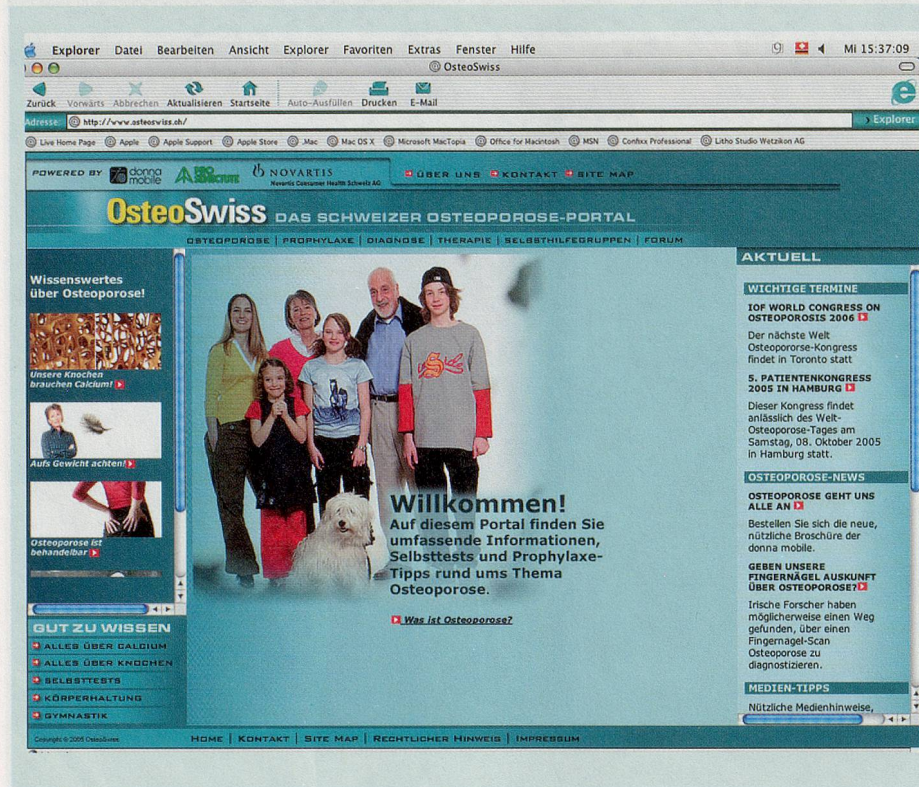 Explorer Datei Bearbeiten Ansicht Explorer Favoriten Extras Fenster Hilfe
Mi 15:37:09
OsteoSwiss
Zurück Vorwärts Abbrechen Aktualisieren Startseite Auto-Ausfüllen Drucken E-Mail
Adresse: http://www.osteoswiss.ch/
Explorer
Live Home Page Apple Apple Support Apple Store .Mac Mac OS X Microsoft MacTopia Office for Macintosh MSN Confixx Professional Litho Studio Wetzikon AG
POWERED BY
donna
mobile
PRO
SENECTUTE
NOVARTIS
Novartis Consumer Health Schweiz AG
ÜBER UNS KONTAKT SITE MAP
OsteoSwiss DAS SCHWEIZER OSTEOPOROSE-PORTAL
OSTEOPOROSE | PROPHYLAXE | DIAGNOSE | THERAPIE | SELBSTHILFEGRUPPEN | FORUM
Wissenswertes
über Osteoporose!
Unsere Knochen
brauchen Calcium!
Aufs Gewicht achten!
Osteoporose ist
behandelbar
GUT ZU WISSEN
ALLES ÜBER CALCIUM
ALLES ÜBER KNOCHEN
SELBSTTESTS
KÖRPERHALTUNG
GYMNASTIK
Willkommen!
Auf diesem Portal finden Sie
umfassende Informationen,
Selbsttests und Prophylaxe-
Tipps rund ums Thema
Osteoporose.
Was ist Osteoporose?
AKTUELL
WICHTIGE TERMINE
IOF WORLD CONGRESS ON
OSTEOPOROSIS 2006
Der nächste Welt
Osteopororse-Kongress
findet in Toronto statt
5. PATIENTENKONGRESS
2005 IN HAMBURG
Dieser Kongress findet
anlässlich des Welt-
Osteoporose-Tages am
Samstag, 08. Oktober 2005
in Hamburg statt.
OSTEOPOROSE-NEWS
OSTEOPOROSE GEHT UNS
ALLE AN
Bestellen Sie sich die neue,
nützliche Broschüre der
donna mobile.
GEBEN UNSERE
FINGERNÄGEL AUSKUNFT
ÜBER OSTEOPOROSE?
Irische Forscher haben
möglicherweise einen Weg
gefunden, über einen
Fingernagel-Scan
Osteoporose zu
diagnostizieren.
MEDIEN-TIPPS
Nützliche Medienhinweise,
Copyright © 2005 OsteoSwiss.
HOME | KONTAKT | SITE MAP | RECHTLICHER HINWEIS | IMPRESSUM